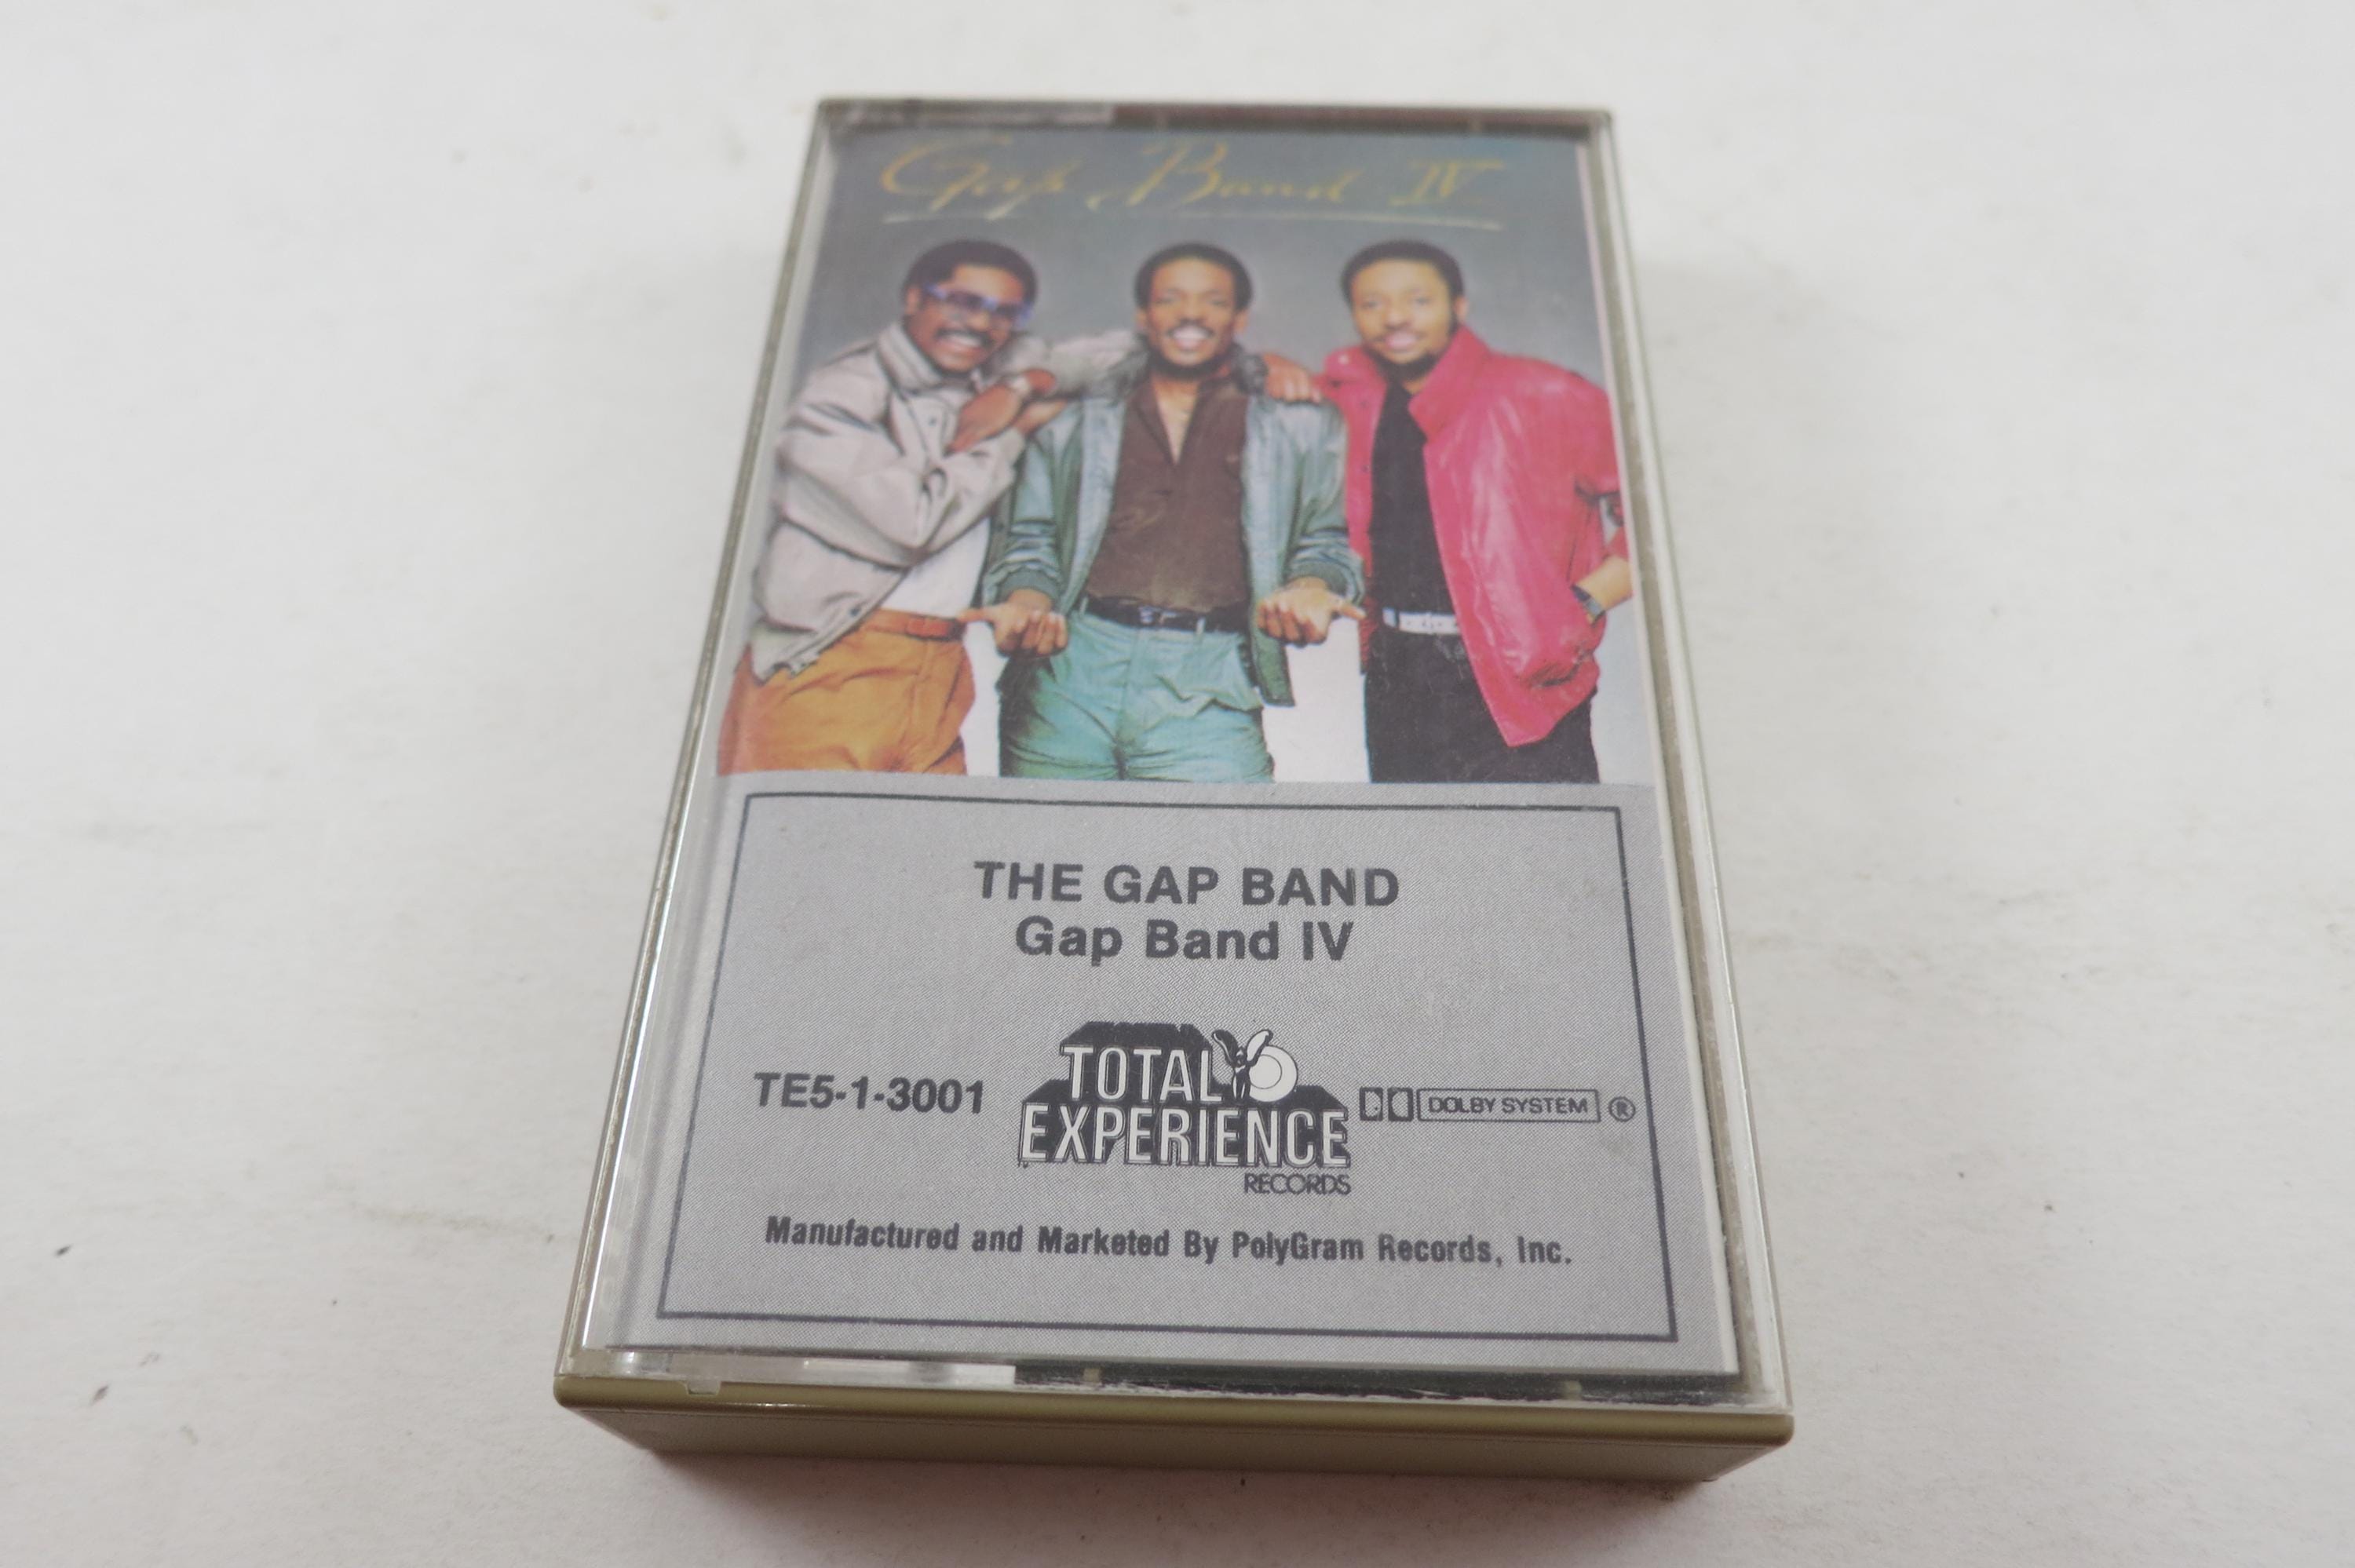 Gap Band IV
THE GAP BAND
Gap Band IV
TE5-1-3001
TOTAL
EXPERIENCE
RECORDS
DOLBY SYSTEM ®
Manufactured and Marketed By PolyGram Records, Inc.